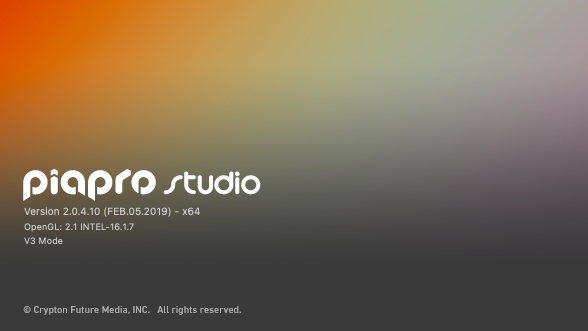 piapro studio
Version 2.0.4.10 (FEB.05.2019) - x64
OpenGL: 2.1 INTEL-16.1.7
V3 Mode
© Crypton Future Media, INC. All rights reserved.